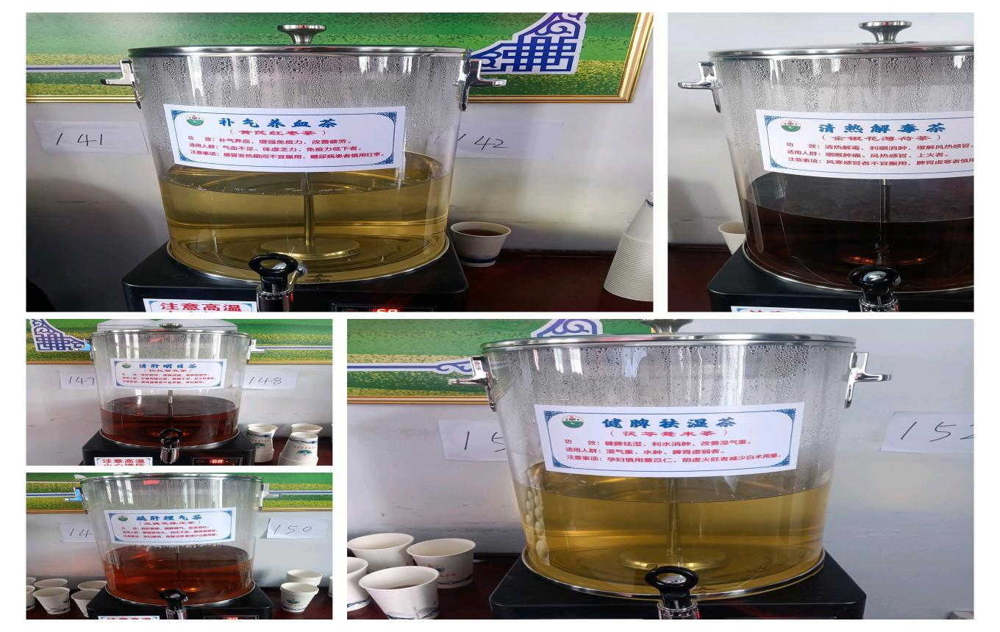 141
142
补气养血茶
(黄芪红枣茶)
功 效：补气养血，增强免疫力，改善疲劳。
适用人群：气血不足、体虚乏力、免疫力低下者。
注意事项：感冒发热期间不宜服用，糖尿病患者慎用红枣。
注意高温
清热解毒茶
(金银花薄荷茶)
功 效：清热解毒，利咽消肿，缓解风热感冒。
适用人群：咽喉肿痛、风热感冒、上火者。
注意事项：风寒感冒者不宜服用，脾胃虚寒者慎用
147
148
清肝明目茶
(枸杞菊花茶)
注意高温
小心烫伤
68
14
150
疏肝理气茶
(玫瑰花陈皮茶)
注意高温
15
152
健脾祛湿茶
(茯苓薏米茶)
功 效：健脾祛湿，利水消肿，改善湿气重。
适用人群：湿气重、水肿、脾胃虚弱者。
注意事项：孕妇慎用薏苡仁，阴虚火旺者减少白术用量。